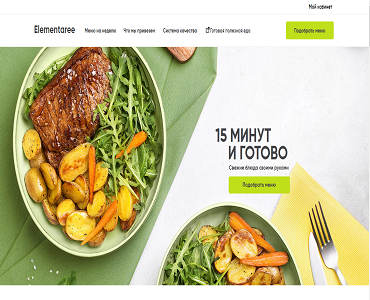 Мой кабинет
Elementaree
Меню на неделю
Что мы привезем
Система качества
Готовая полезная еда
Подобрать меню
15 МИНУТ
И ГОТОВО
Свежие блюда своими руками
Подобрать меню